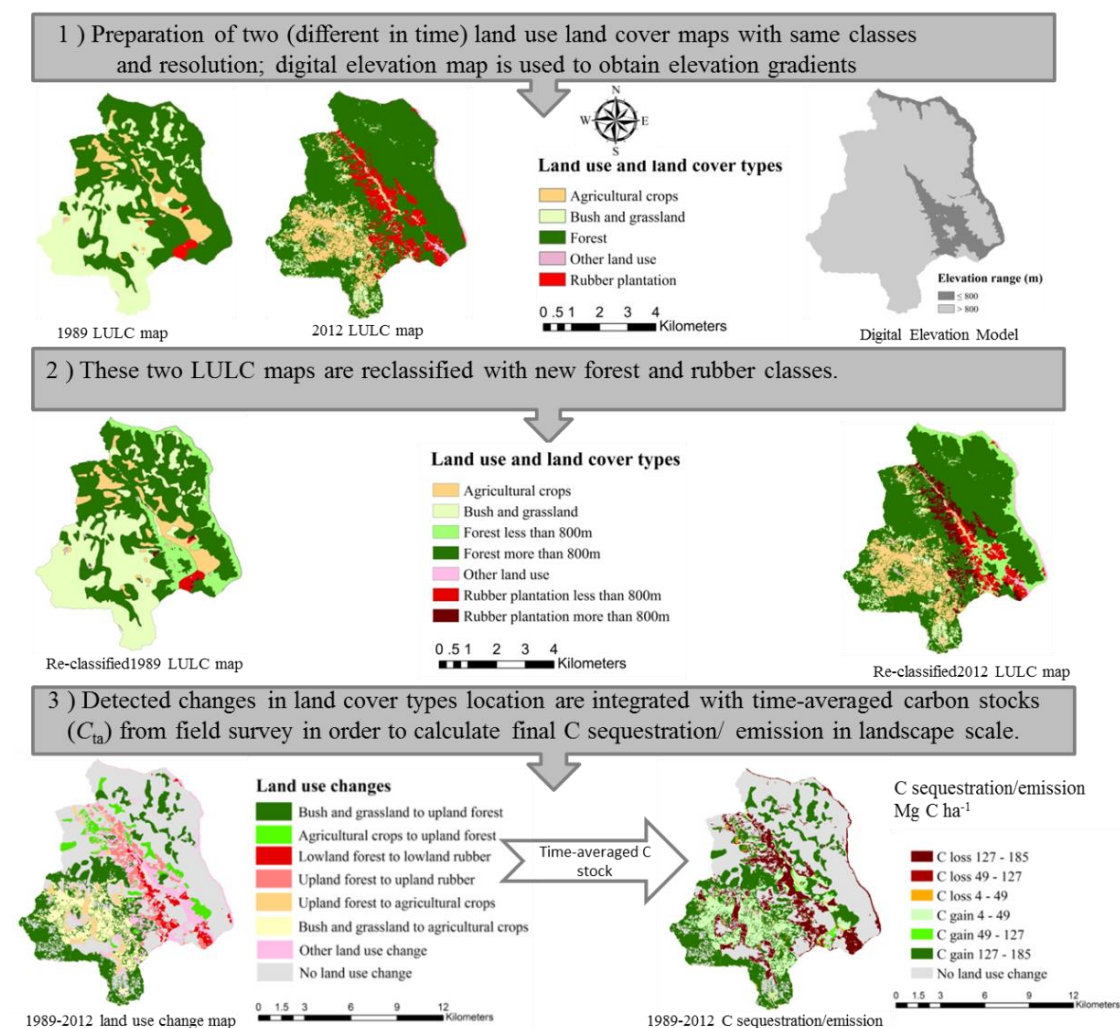 1 ) Preparation of two (different in time) land use land cover maps with same classes
and resolution; digital elevation map is used to obtain elevation gradients
N
W E
S
Land use and land cover types
Agricultural crops
Bush and grassland
Forest
Other land use
Rubber plantation
0 .5 1 2 3 4
Kilometers
Elevation range (m)
≤ 800
> 800
1989 LULC map
2012 LULC map
Digital Elevation Model
2 ) These two LULC maps are reclassified with new forest and rubber classes.
Land use and land cover types
Agricultural crops
Bush and grassland
Forest less than 800m
Forest more than 800m
Other land use
Rubber plantation less than 800m
Rubber plantation more than 800m
0 .5 1 2 3 4
Kilometers
Re-classified1989 LULC map
Re-classified2012 LULC map
3 ) Detected changes in land cover types location are integrated with time-averaged carbon stocks
(Cta) from field survey in order to calculate final C sequestration/ emission in landscape scale.
Land use changes
Bush and grassland to upland forest
Agricultural crops to upland forest
Lowland forest to lowland rubber
Upland forest to upland rubber
Upland forest to agricultural crops
Bush and grassland to agricultural crops
Other land use change
No land use change
0 1.5 3 6 9 12
Kilometers
1989-2012 land use change map
Time-averaged C
stock
C sequestration/emission
Mg C ha-1
C loss 127 - 185
C loss 49 - 127
C loss 4 - 49
C gain 4 - 49
C gain 49 - 127
C gain 127 - 185
No land use change
0 1.5 3 6 9 12
Kilometers
1989-2012 C sequestration/emission